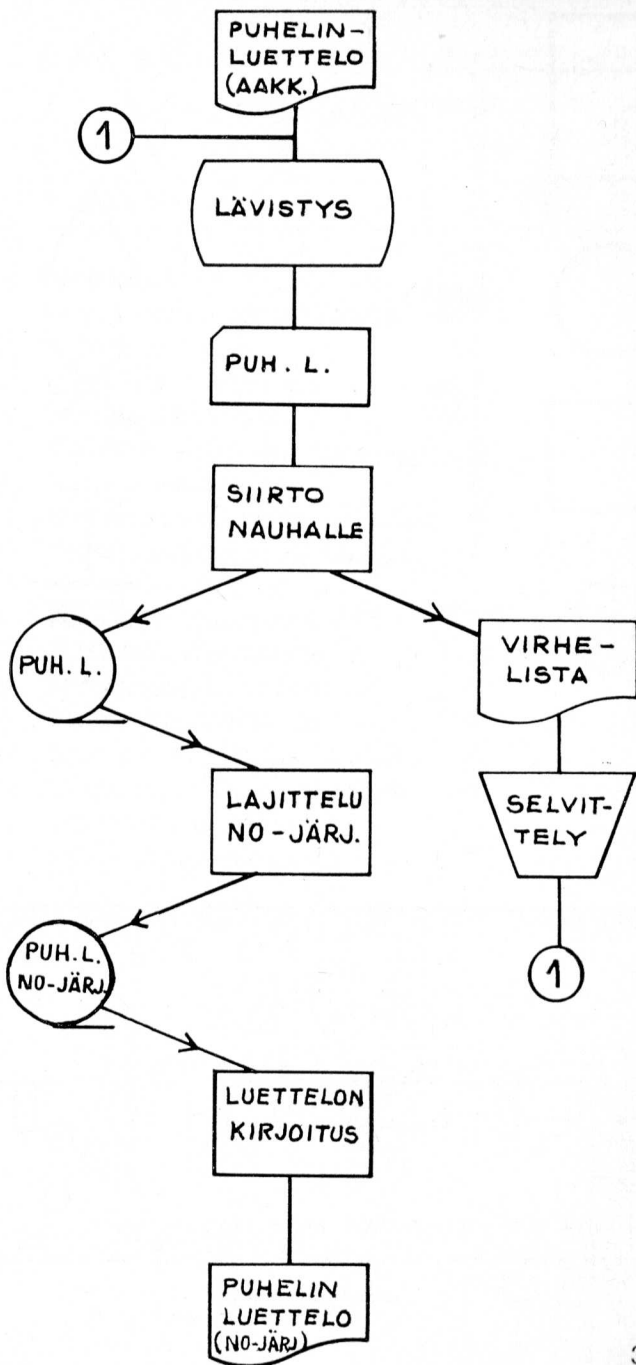 PUHELIN-
LUETTELO
(AAKK.)
1
LÄVISTYS
PUH. L.
SIIRTO
NAUHALLE
PUH. L.
VIRHE-
LISTA
LAJITTELU
NO-JÄRJ.
SELVIT-
TELY
PUH. L.
NO-JÄRJ.
1
LUETTELON
KIRJOITUS
PUHELIN
LUETTELO
(NO-JÄRJ)